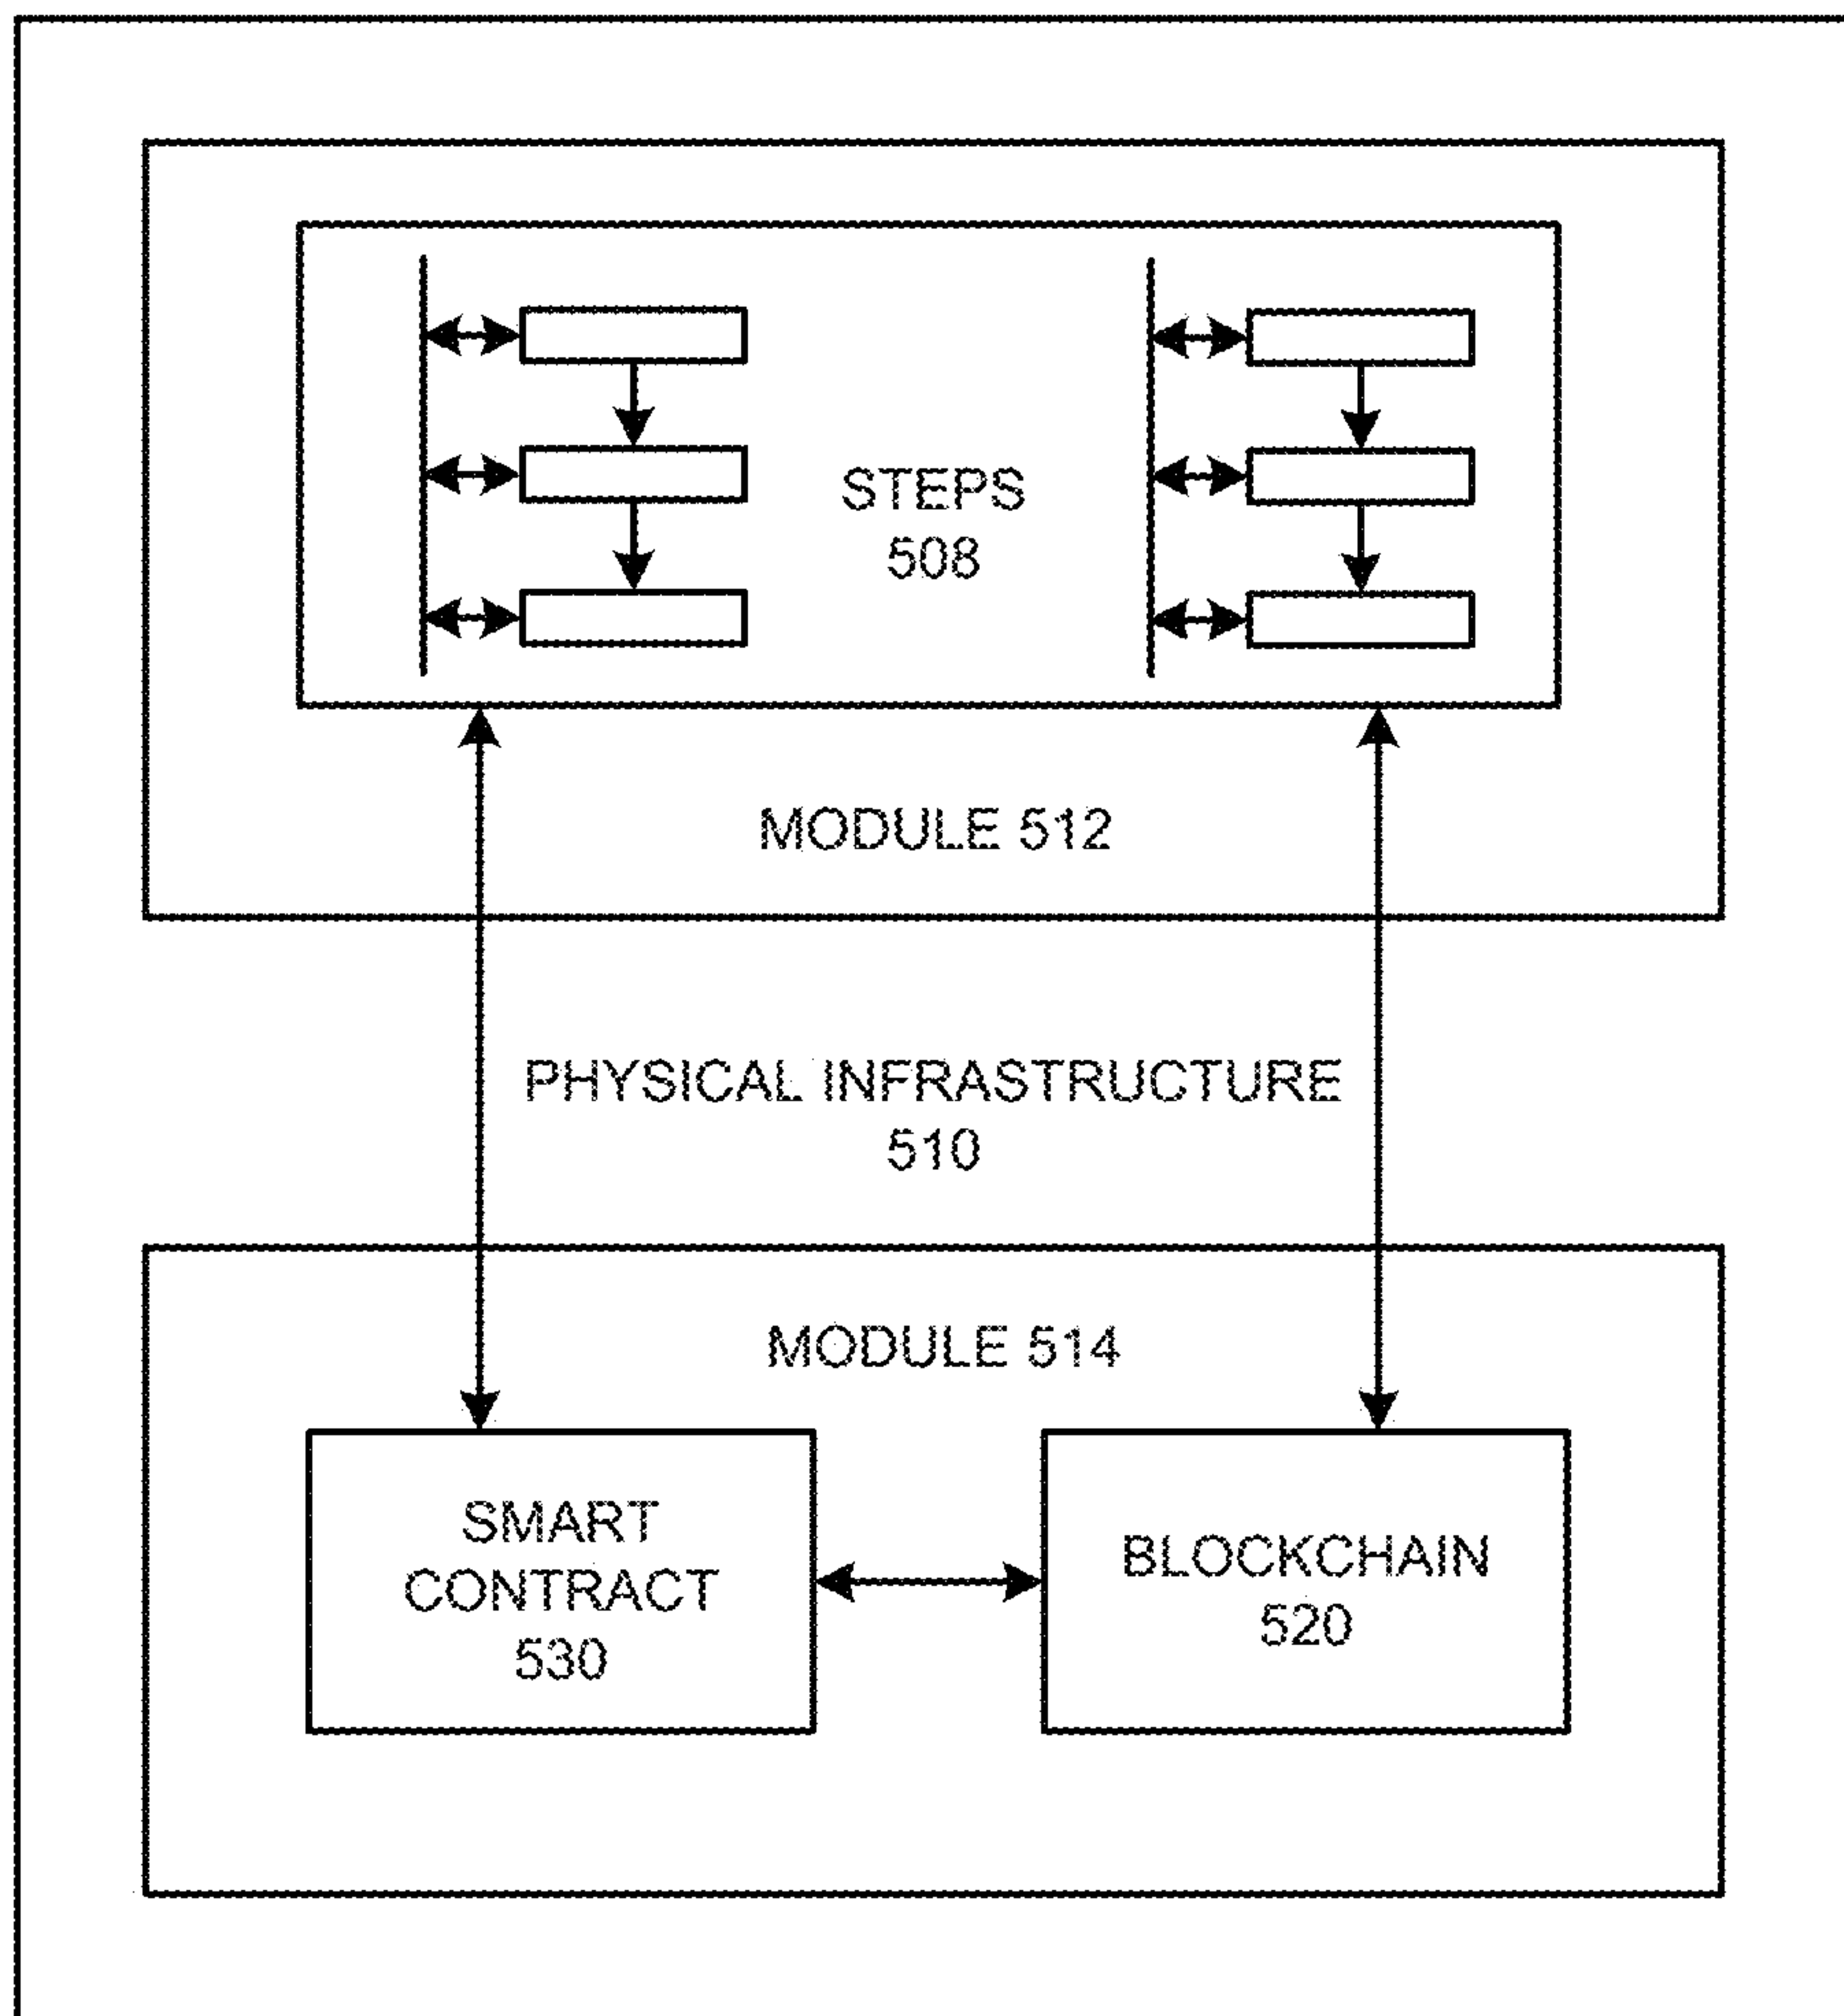 STEPS
508
MODULE 512
PHYSICAL INFRASTRUCTURE
510
MODULE 514
SMART
CONTRACT
530
BLOCKCHAIN
520